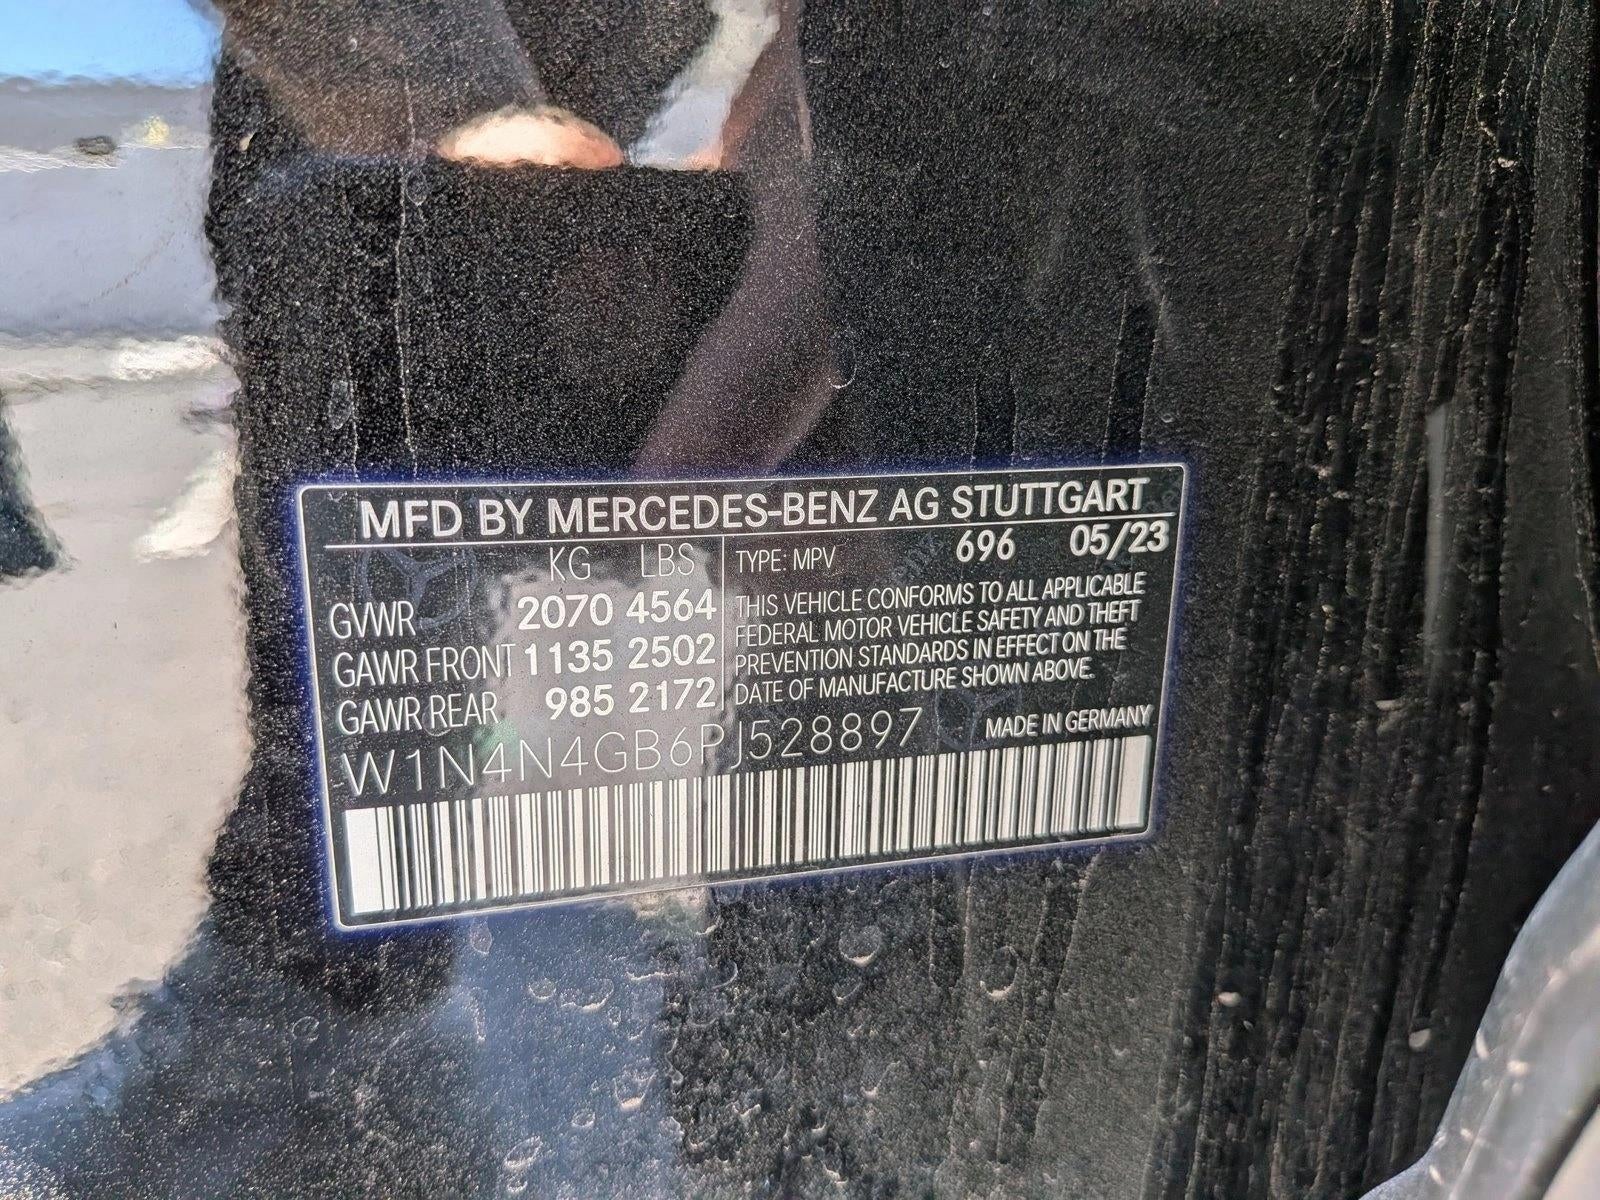 MFD BY MERCEDES-BENZ AG STUTTGART
KG LBS
GVWR 2070 4564
GAWR FRONT 1135 2502
GAWR REAR 985 2172
TYPE: MPV 696 05/23
THIS VEHICLE CONFORMS TO ALL APPLICABLE
FEDERAL MOTOR VEHICLE SAFETY AND THEFT
PREVENTION STANDARDS IN EFFECT ON THE
DATE OF MANUFACTURE SHOWN ABOVE.
W1N4N4GB6PJ528897
MADE IN GERMANY